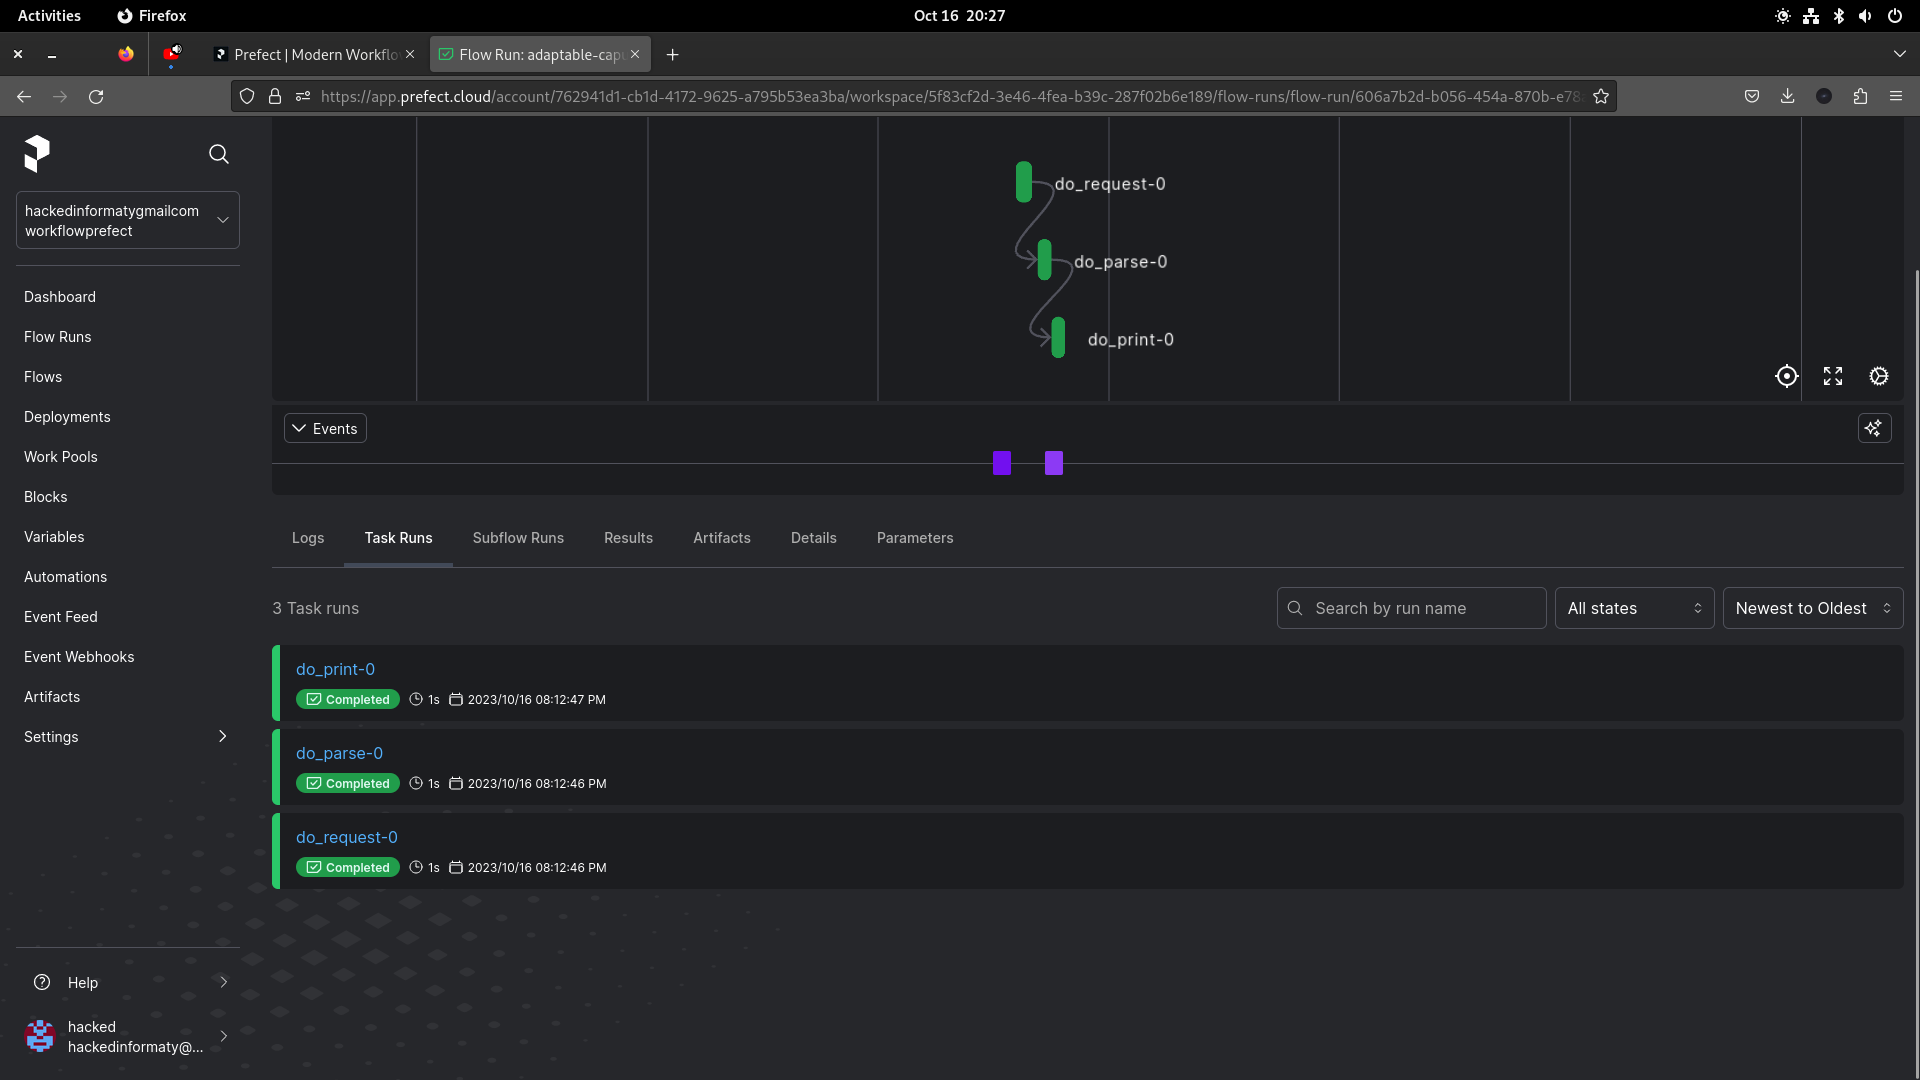 Activities
Firefox
Oct 16 20:27
Prefect | Modern Workflo
Flow Run: adaptable-capu
https://app.prefect.cloud/account/762941d1-cb1d-4172-9625-a795b53ea3ba/workspace/5f83cf2d-3e46-4fea-b39c-287f02b6e189/flow-runs/flow-run/606a7b2d-b056-454a-870b-e78
hackedinformatygmailcom
workflowprefect
Dashboard
Flow Runs
Flows
Deployments
Work Pools
Blocks
Variables
Automations
Event Feed
Event Webhooks
Artifacts
Settings
Help
hacked
hackedinformaty@...
do_request-0
do_parse-0
do_print-0
Events
Logs
Task Runs
Subflow Runs
Results
Artifacts
Details
Parameters
3 Task runs
Search by run name
All states
Newest to Oldest
do_print-0
Completed 1s 2023/10/16 08:12:47 PM
do_parse-0
Completed 1s 2023/10/16 08:12:46 PM
do_request-0
Completed 1s 2023/10/16 08:12:46 PM